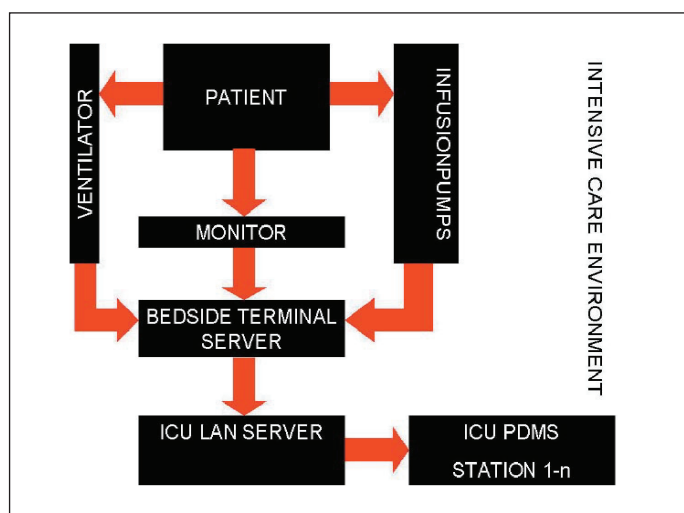 VENTILATOR
PATIENT
INFUSIONPUMPS
INTENSIVE CARE ENVIRONMENT
MONITOR
BEDSIDE TERMINAL
SERVER
ICU LAN SERVER
ICU PDMS
STATION 1-n